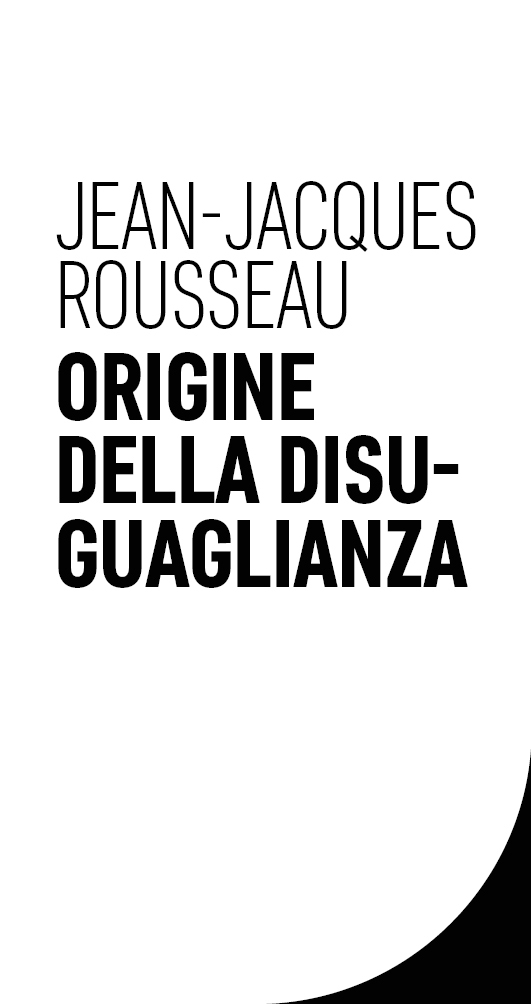 JEAN-JACQUES
ROUSSEAU
ORIGINE
DELLA DISU-
GUAGLIANZA